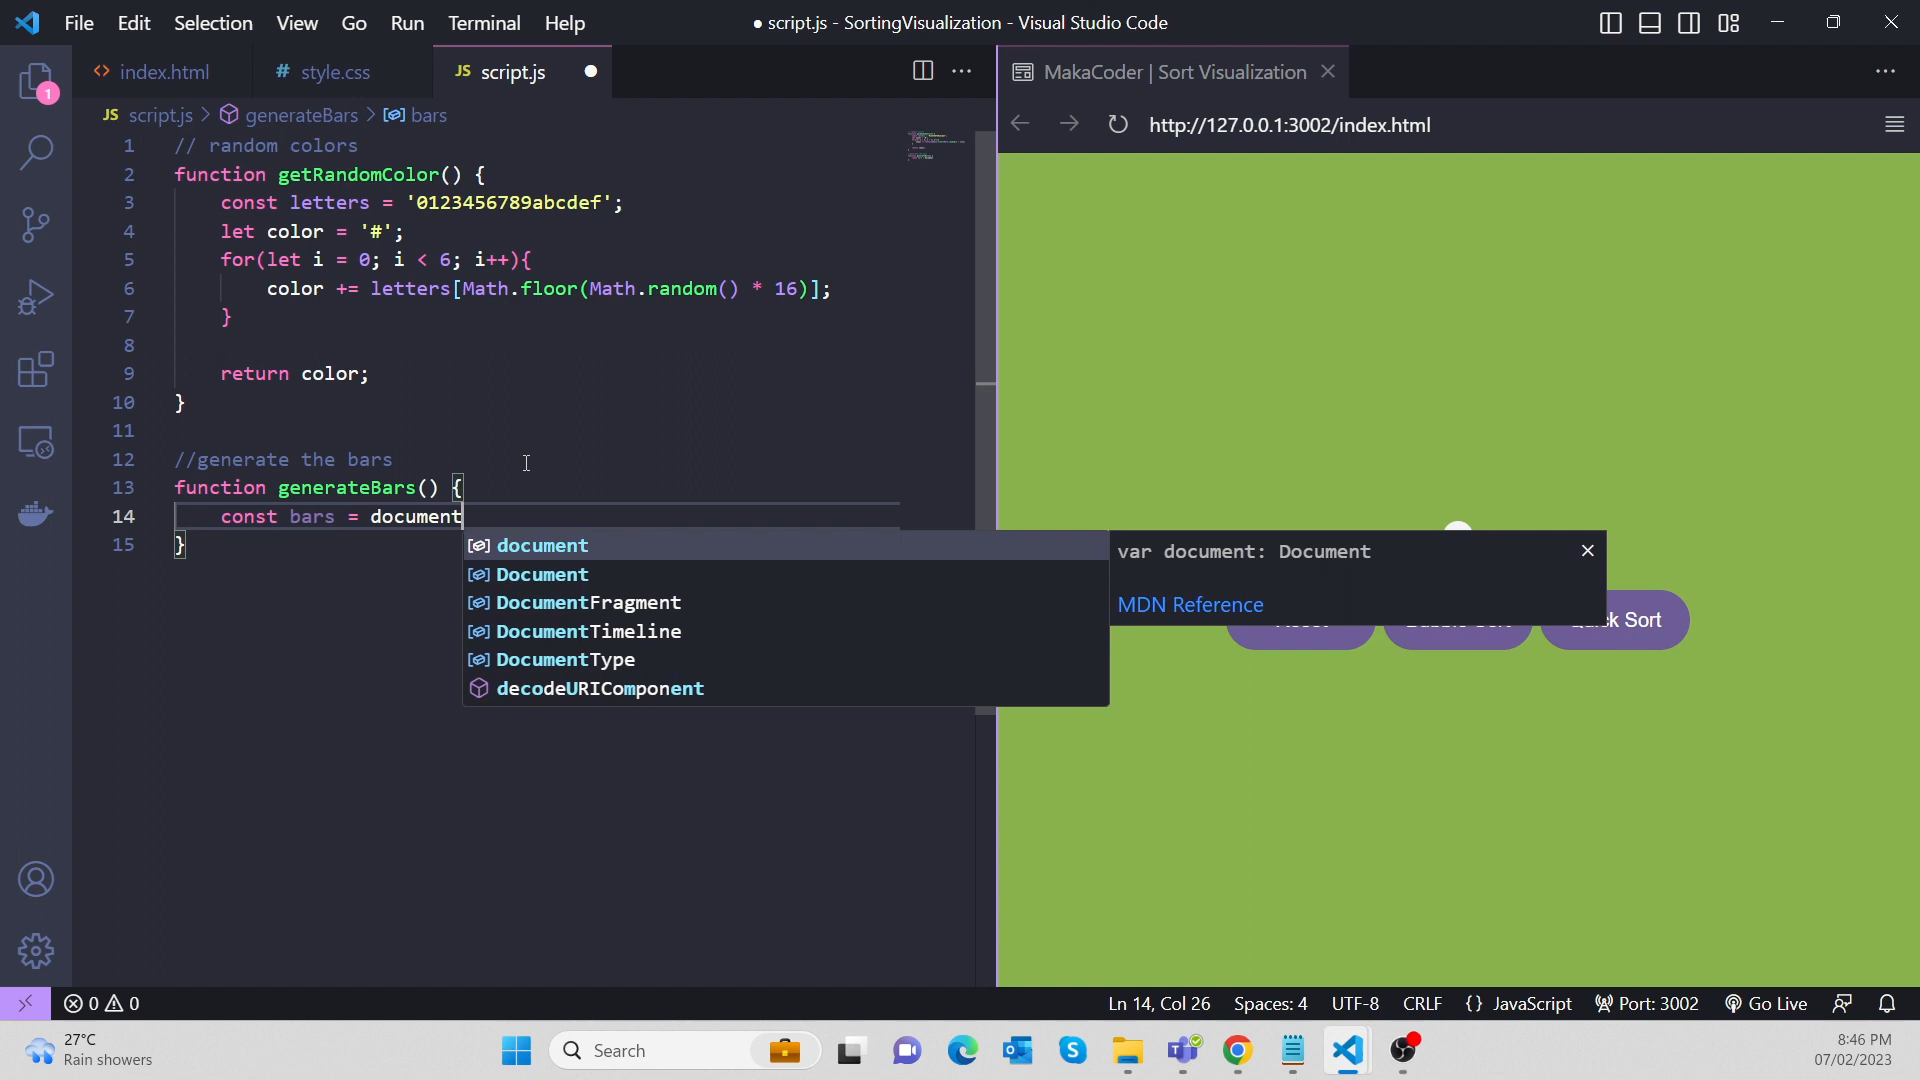 File Edit Selection View Go Run Terminal Help
● script.js - SortingVisualization - Visual Studio Code
<> index.html
# style.css
JS script.js ●
MakaCoder | Sort Visualization
JS script.js > generateBars > bars
http://127.0.0.1:3002/index.html
1 // random colors
2 function getRandomColor() {
3 const letters = '0123456789abcdef';
4 let color = '#';
5 for(let i = 0; i < 6; i++){
6 color += letters[Math.floor(Math.random() * 16)];
7 }
8
9 return color;
10 }
11
12 //generate the bars
13 function generateBars() {
14 const bars = document
15 }
document
Document
DocumentFragment
DocumentTimeline
DocumentType
decodeURIComponent
var document: Document
MDN Reference
Sort
1
0 0
Ln 14, Col 26 Spaces: 4 UTF-8 CRLF {} JavaScript Port: 3002 Go Live
27°C
Rain showers
Search
8:46 PM
07/02/2023